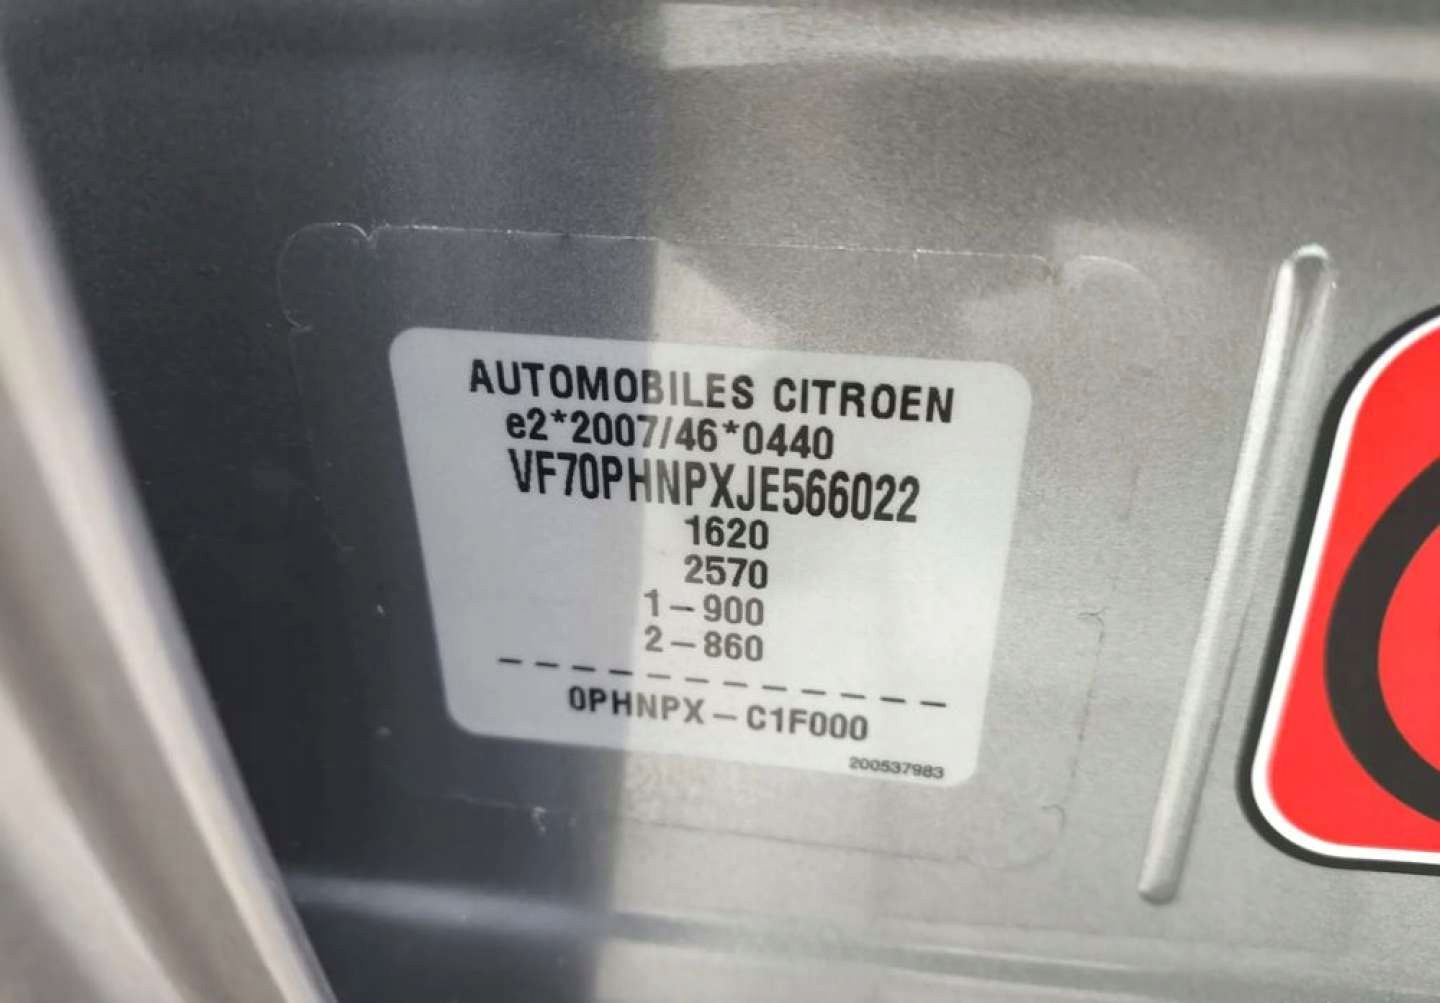 AUTOMOBILES CITROEN
e2*2007/46*0440
VF70PHNPXJE566022
1620
2570
1-900
2-860
0PHNPX-C1F000
200537983